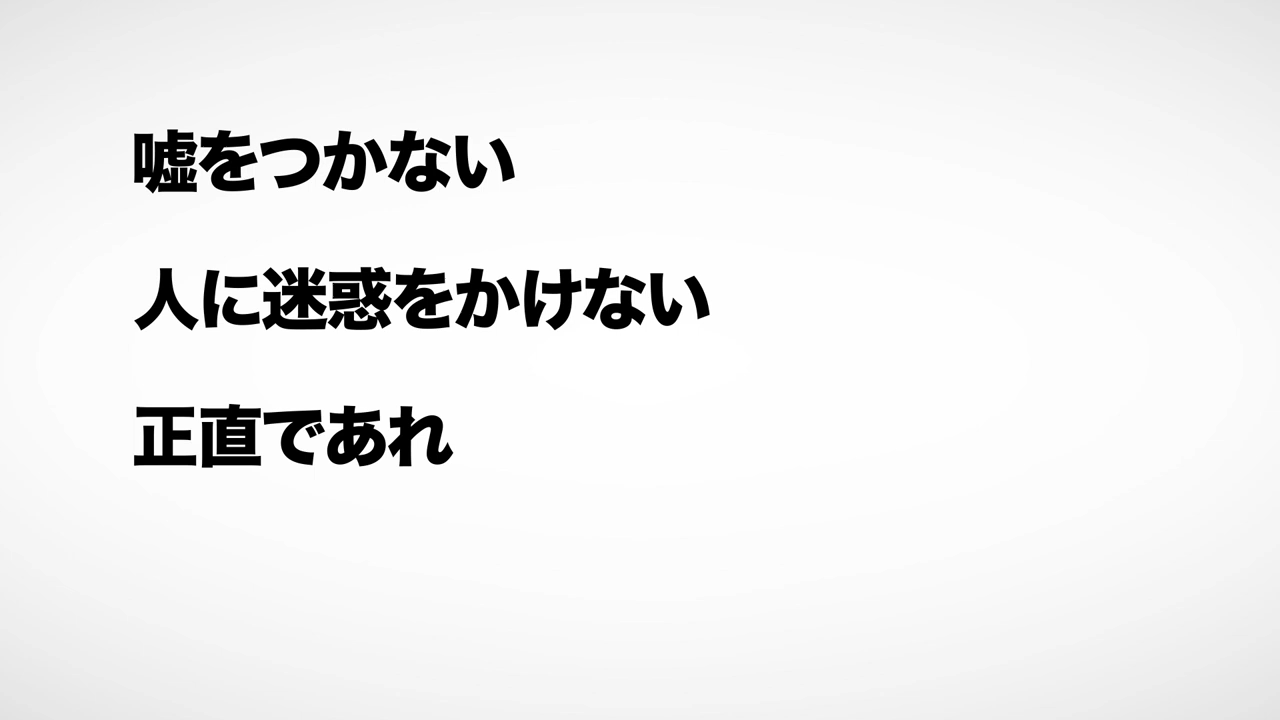 嘘をつかない
人に迷惑をかけない
正直であれ